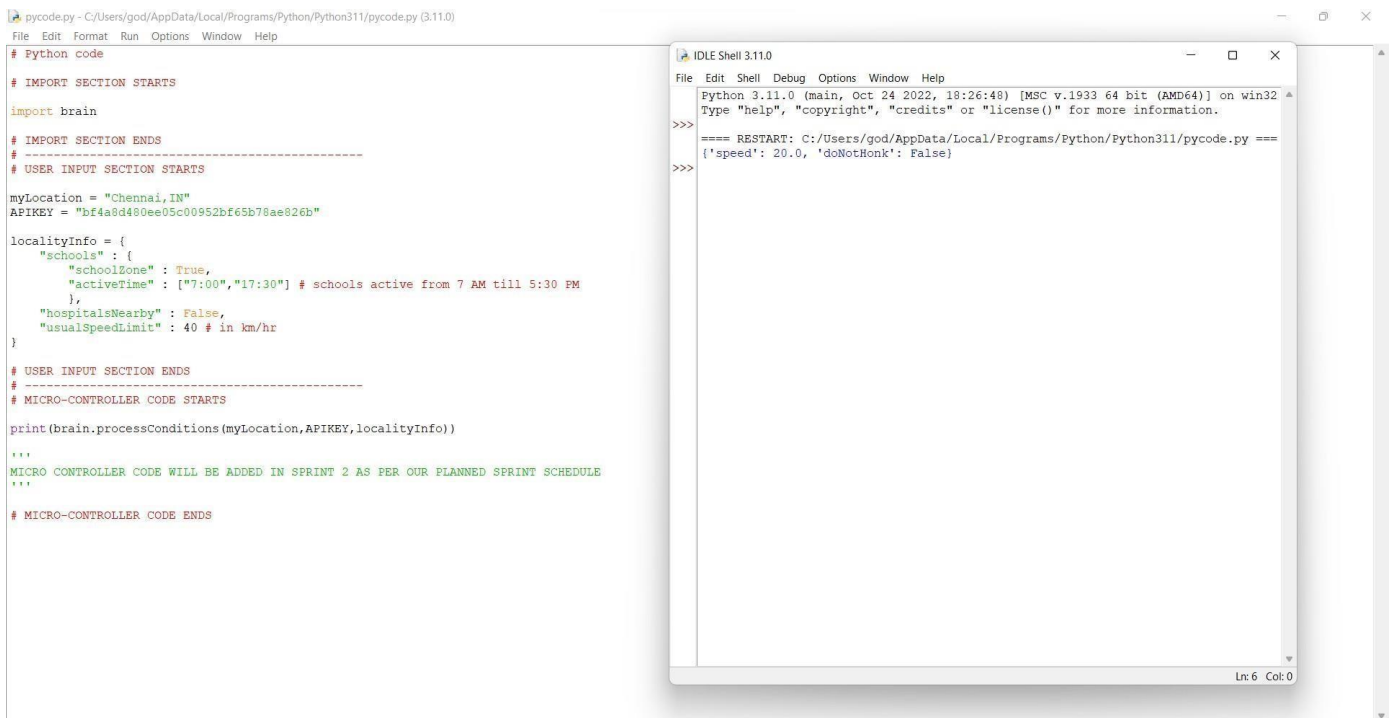 pycode.py - C:/Users/god/AppData/Local/Programs/Python/Python311/pycode.py (3.11.0)
File Edit Format Run Options Window Help
# Python code
# IMPORT SECTION STARTS
import brain
# IMPORT SECTION ENDS
# -----------------------------------------------
# USER INPUT SECTION STARTS
myLocation = "Chennai,IN"
APIKEY = "bf4a8d480ee05c00952bf65b78ae826b"
localityInfo = {
    "schools" : {
        "schoolZone" : True,
        "activeTime" : ["7:00","17:30"] # schools active from 7 AM till 5:30 PM
        },
    "hospitalsNearby" : False,
    "usualSpeedLimit" : 40 # in km/hr
}
# USER INPUT SECTION ENDS
# -----------------------------------------------
# MICRO-CONTROLLER CODE STARTS
print(brain.processConditions(myLocation,APIKEY,localityInfo))
'''
MICRO CONTROLLER CODE WILL BE ADDED IN SPRINT 2 AS PER OUR PLANNED SPRINT SCHEDULE
'''
# MICRO-CONTROLLER CODE ENDS
IDLE Shell 3.11.0
File Edit Shell Debug Options Window Help
Python 3.11.0 (main, Oct 24 2022, 18:26:48) [MSC v.1933 64 bit (AMD64)] on win32
Type "help", "copyright", "credits" or "license()" for more information.
>>>
==== RESTART: C:/Users/god/AppData/Local/Programs/Python/Python311/pycode.py ===
{'speed': 20.0, 'doNotHonk': False}
>>>
Ln: 6 Col: 0